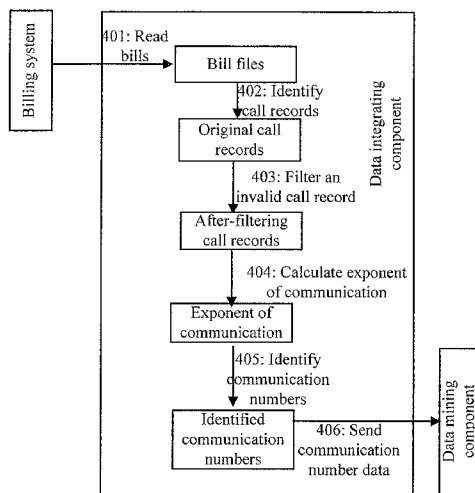 Billing system
401: Read
bills
Bill files
402: Identify
call records
Original call
records
Data integrating
component
403: Filter an
invalid call record
After-filtering
call records
404: Calculate exponent
of communication
Exponent of
communication
405: Identify
communication
numbers
Identified
communication
numbers
406: Send
communication
number data
Data mining
component